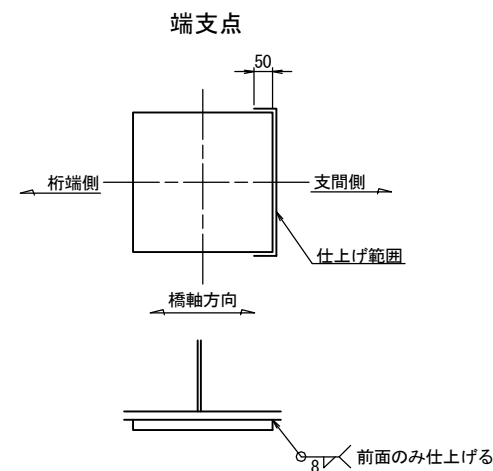 端支点
50
桁端側
支間側
仕上げ範囲
橋軸方向
8
前面のみ仕上げる